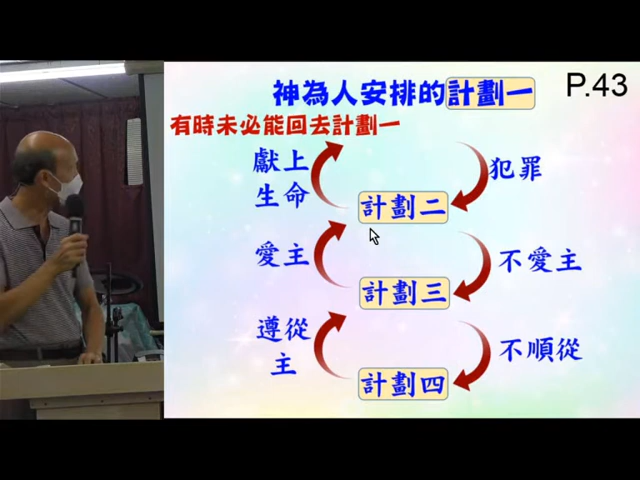 神為人安排的計劃一
P.43
有時未必能回去計劃一
獻上
生命
犯罪
計劃二
愛主
不愛主
計劃三
遵從
主
不順從
計劃四